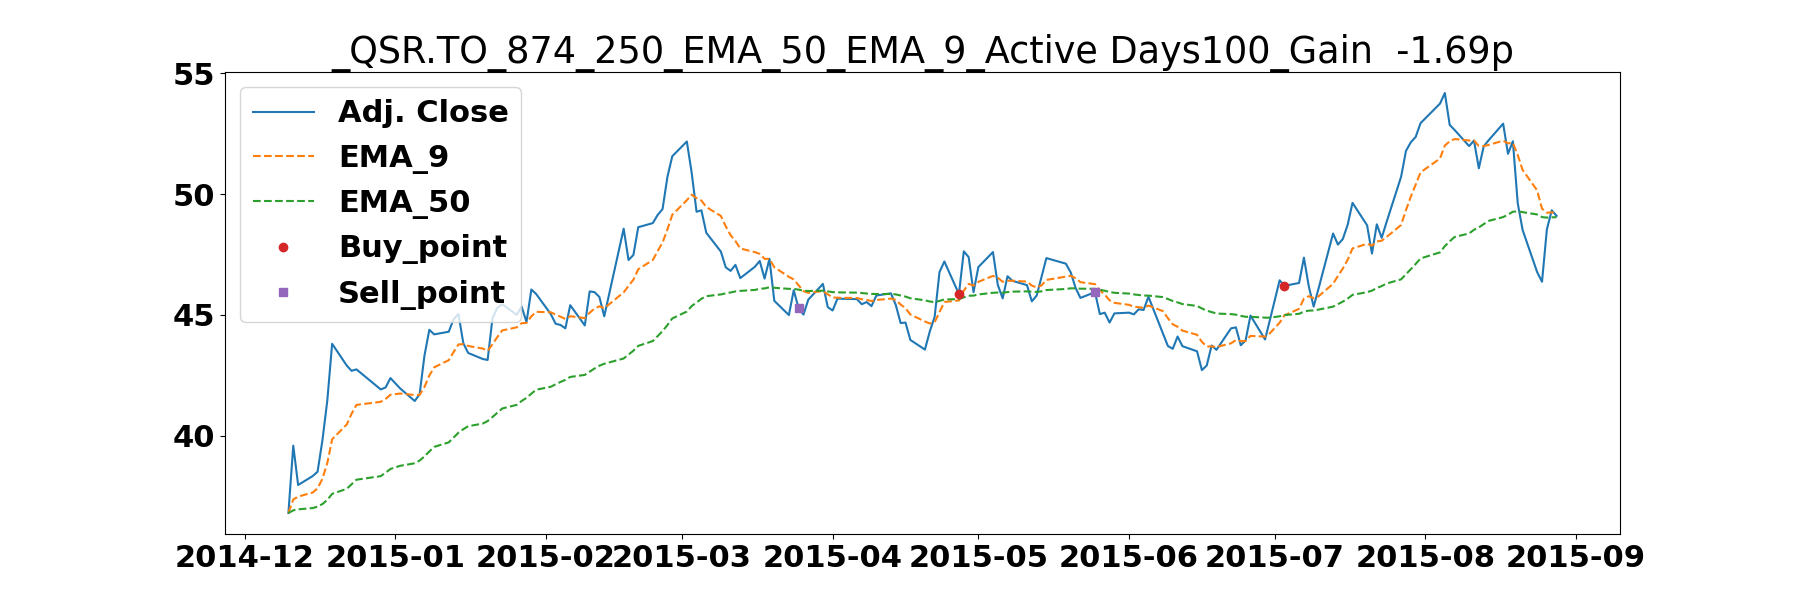 _QSR.TO_874_250_EMA_50_EMA_9_Active Days100_Gain  -1.69p
55
50
45
40
Adj. Close
EMA_9
EMA_50
Buy_point
Sell_point
2014-12 2015-01 2015-02 2015-03 2015-04 2015-05 2015-06 2015-07 2015-08 2015-09